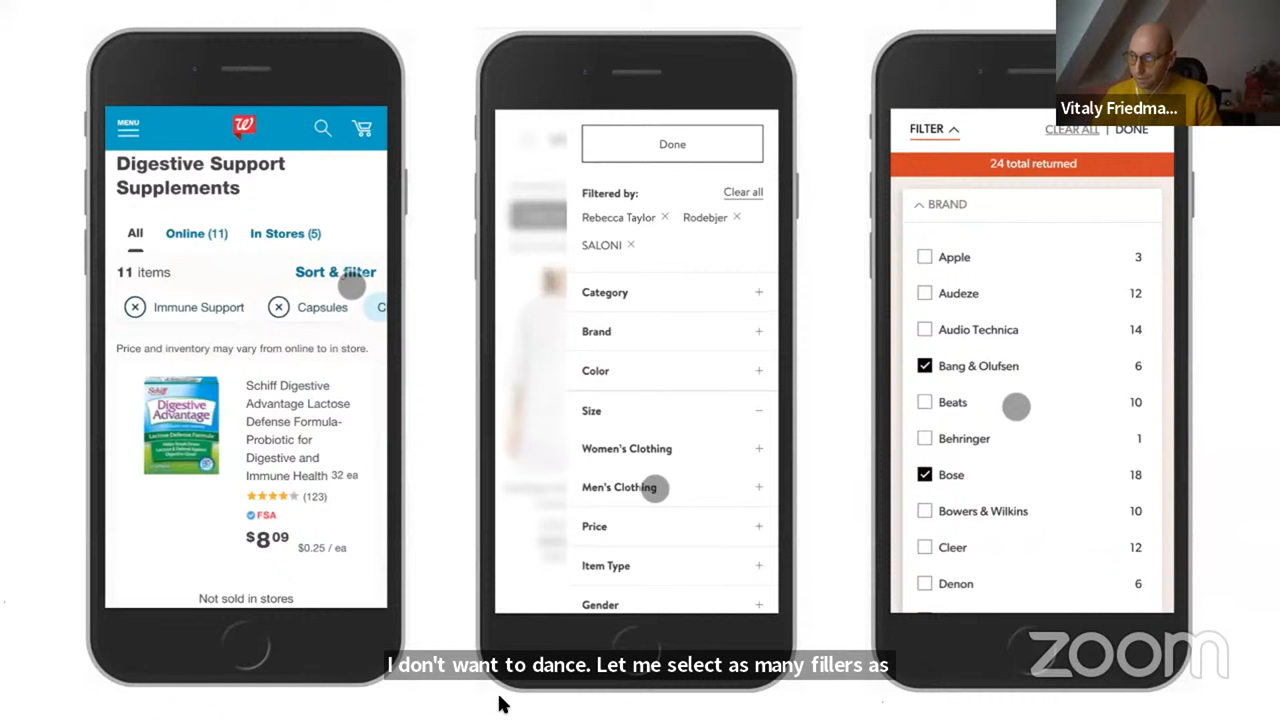 MENU
Digestive Support
Supplements
All
Online (11)
In Stores (5)
11 items
Sort & filter
Immune Support
Capsules
C
Price and inventory may vary from online to in store.
Schiff
Digestive
Advantage
Lactose Defense Formula
Schiff Digestive
Advantage Lactose
Defense Formula-
Probiotic for
Digestive and
Immune Health 32 ea
(123)
FSA
$8 09
$0.25 / ea
Not sold in stores
Done
Filtered by:
Clear all
Rebecca Taylor ×
Rodebjer ×
SALONI ×
Category +
Brand +
Color +
Size −
Women's Clothing +
Men's Clothing +
Price +
Item Type +
Gender +
FILTER
CLEAR ALL | DONE
24 total returned
BRAND
Apple 3
Audeze 12
Audio Technica 14
Bang & Olufsen 6
Beats 10
Behringer 1
Bose 18
Bowers & Wilkins 10
Cleer 12
Denon 6
Vitaly Friedma...
I don't want to dance. Let me select as many fillers as
zoom